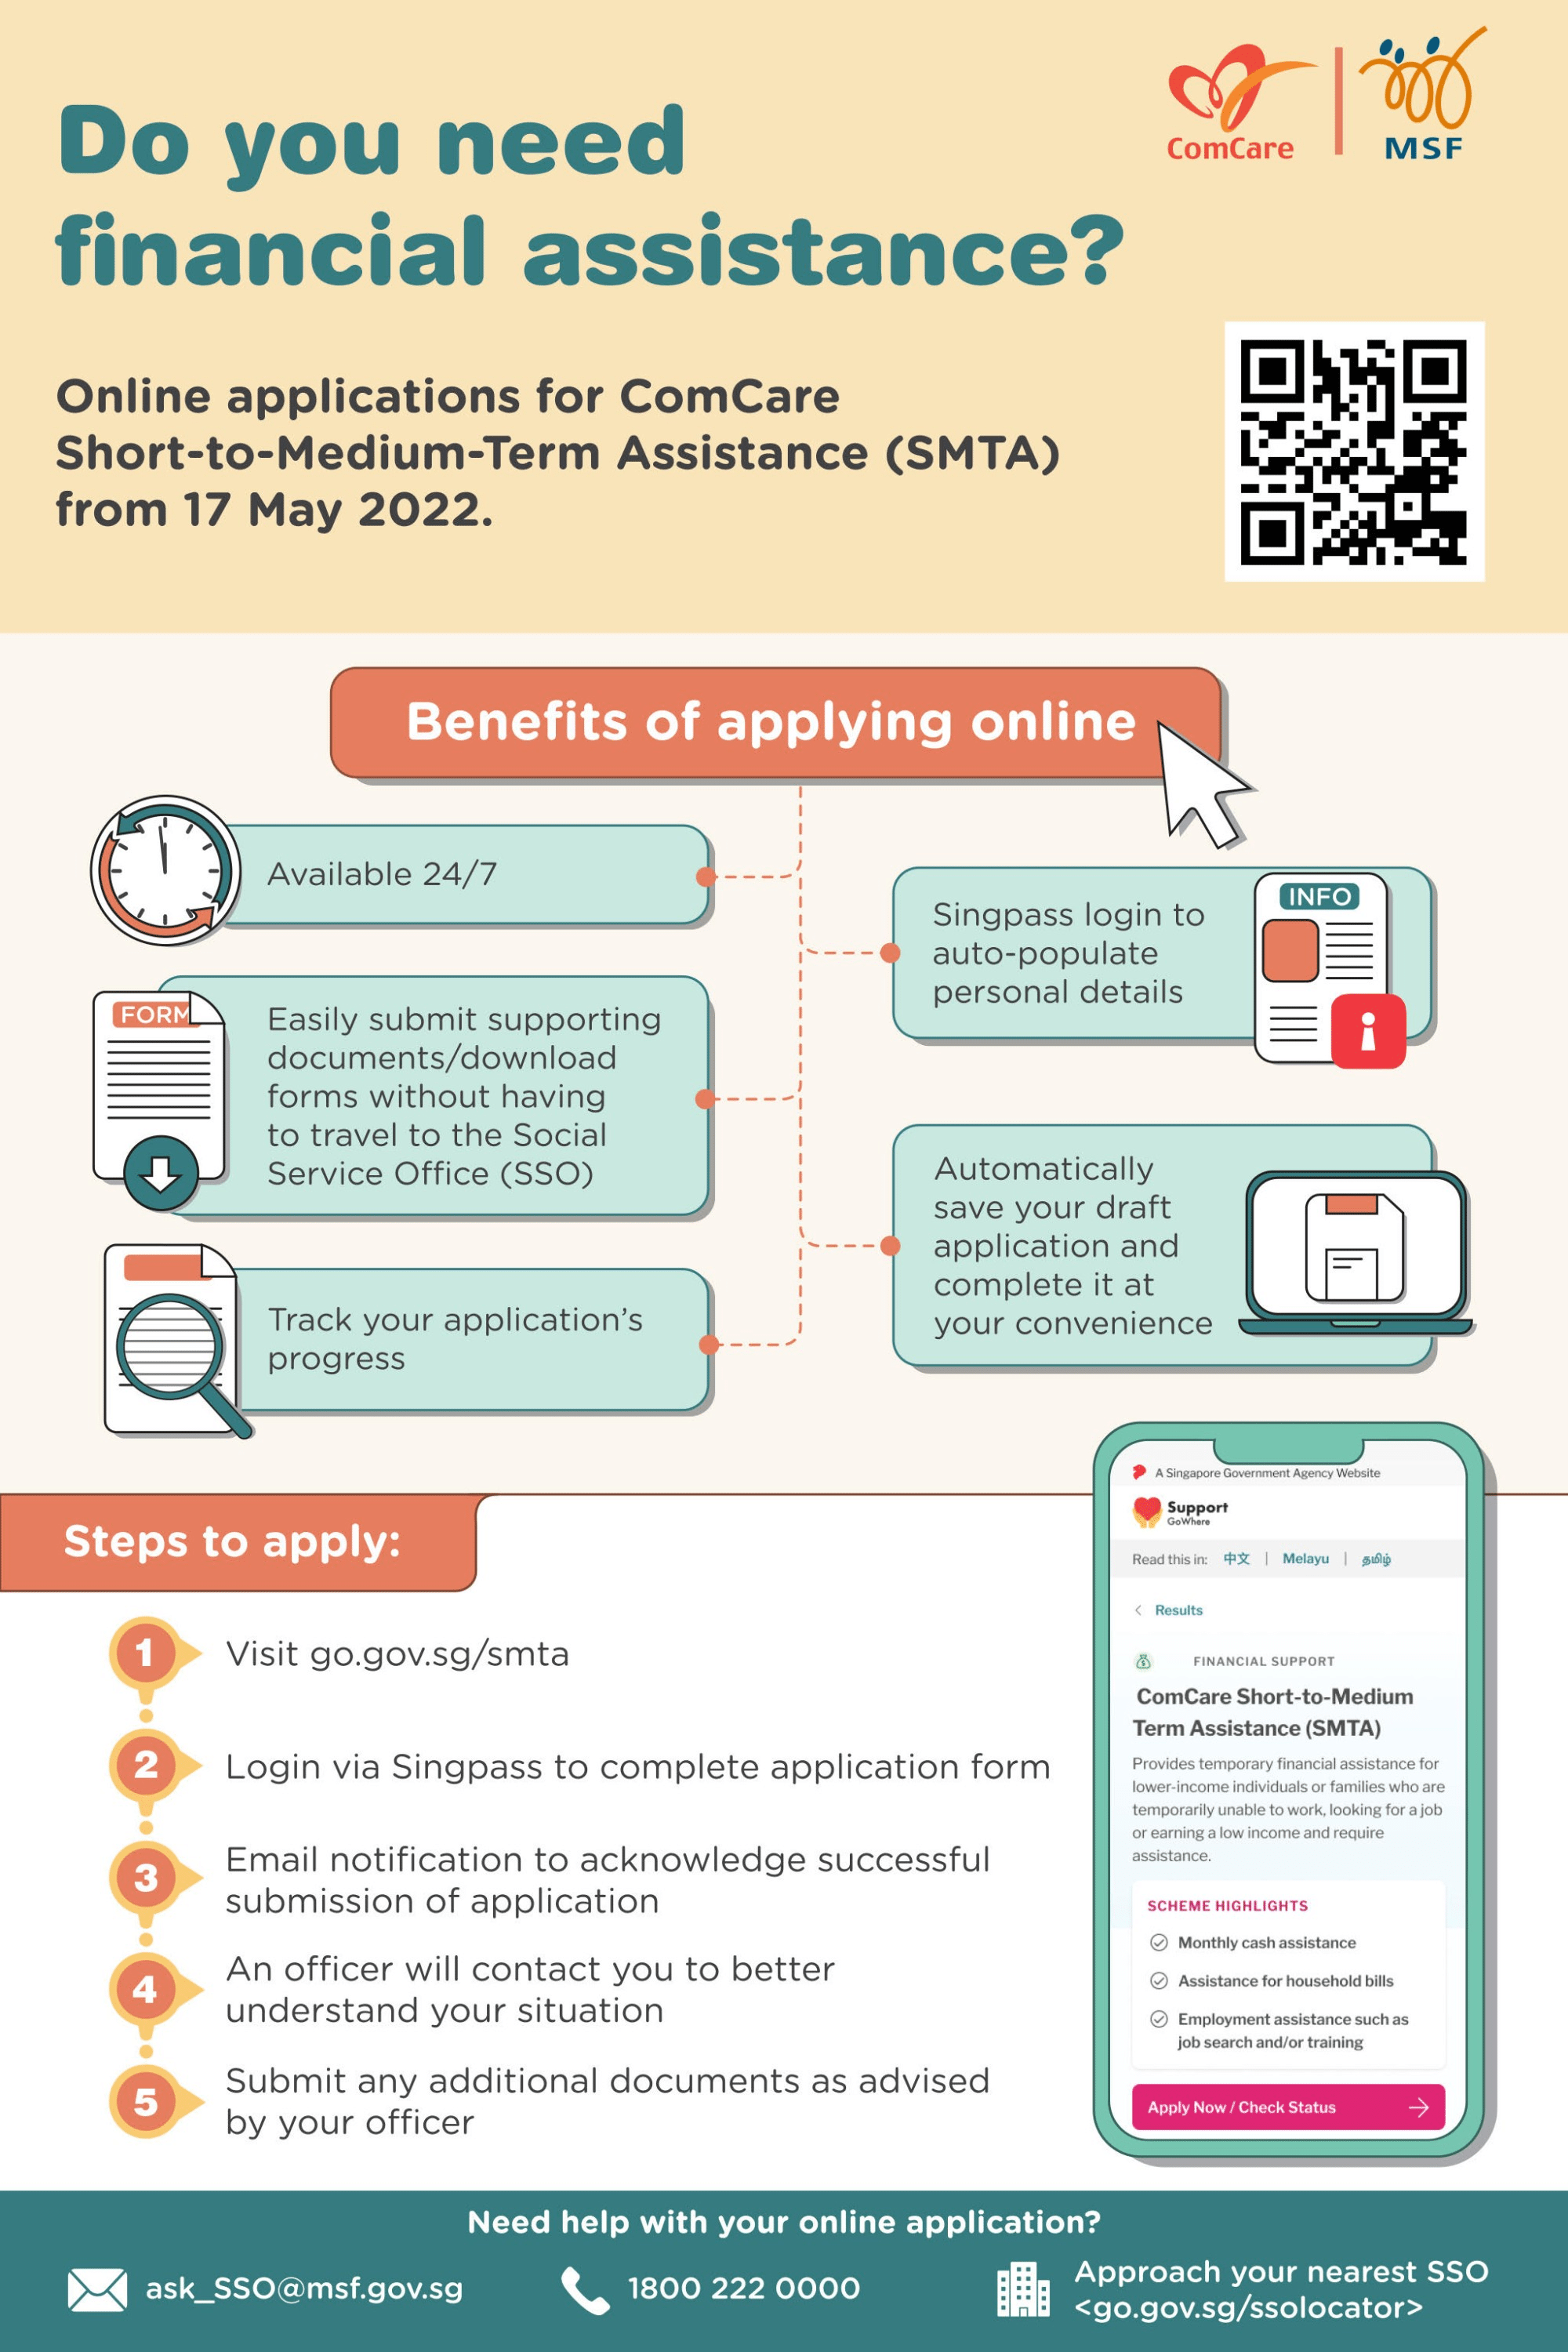 Do you need
financial assistance?
ComCare
MSF
Online applications for ComCare
Short-to-Medium-Term Assistance (SMTA)
from 17 May 2022.
Benefits of applying online
Available 24/7
Singpass login to
auto-populate
personal details
INFO
FORM
Easily submit supporting
documents/download
forms without having
to travel to the Social
Service Office (SSO)
Automatically
save your draft
application and
complete it at
your convenience
Track your application's
progress
Steps to apply:
1 Visit go.gov.sg/smta
2 Login via Singpass to complete application form
3 Email notification to acknowledge successful
submission of application
4 An officer will contact you to better
understand your situation
5 Submit any additional documents as advised
by your officer
A Singapore Government Agency Website
Support
GoWhere
Read this in: 中文 | Melayu | தமிழ்
< Results
FINANCIAL SUPPORT
ComCare Short-to-Medium
Term Assistance (SMTA)
Provides temporary financial assistance for
lower-income individuals or families who are
temporarily unable to work, looking for a job
or earning a low income and require
assistance.
SCHEME HIGHLIGHTS
Monthly cash assistance
Assistance for household bills
Employment assistance such as
job search and/or training
Apply Now / Check Status
Need help with your online application?
ask_SSO@msf.gov.sg
1800 222 0000
Approach your nearest SSO
<go.gov.sg/ssolocator>